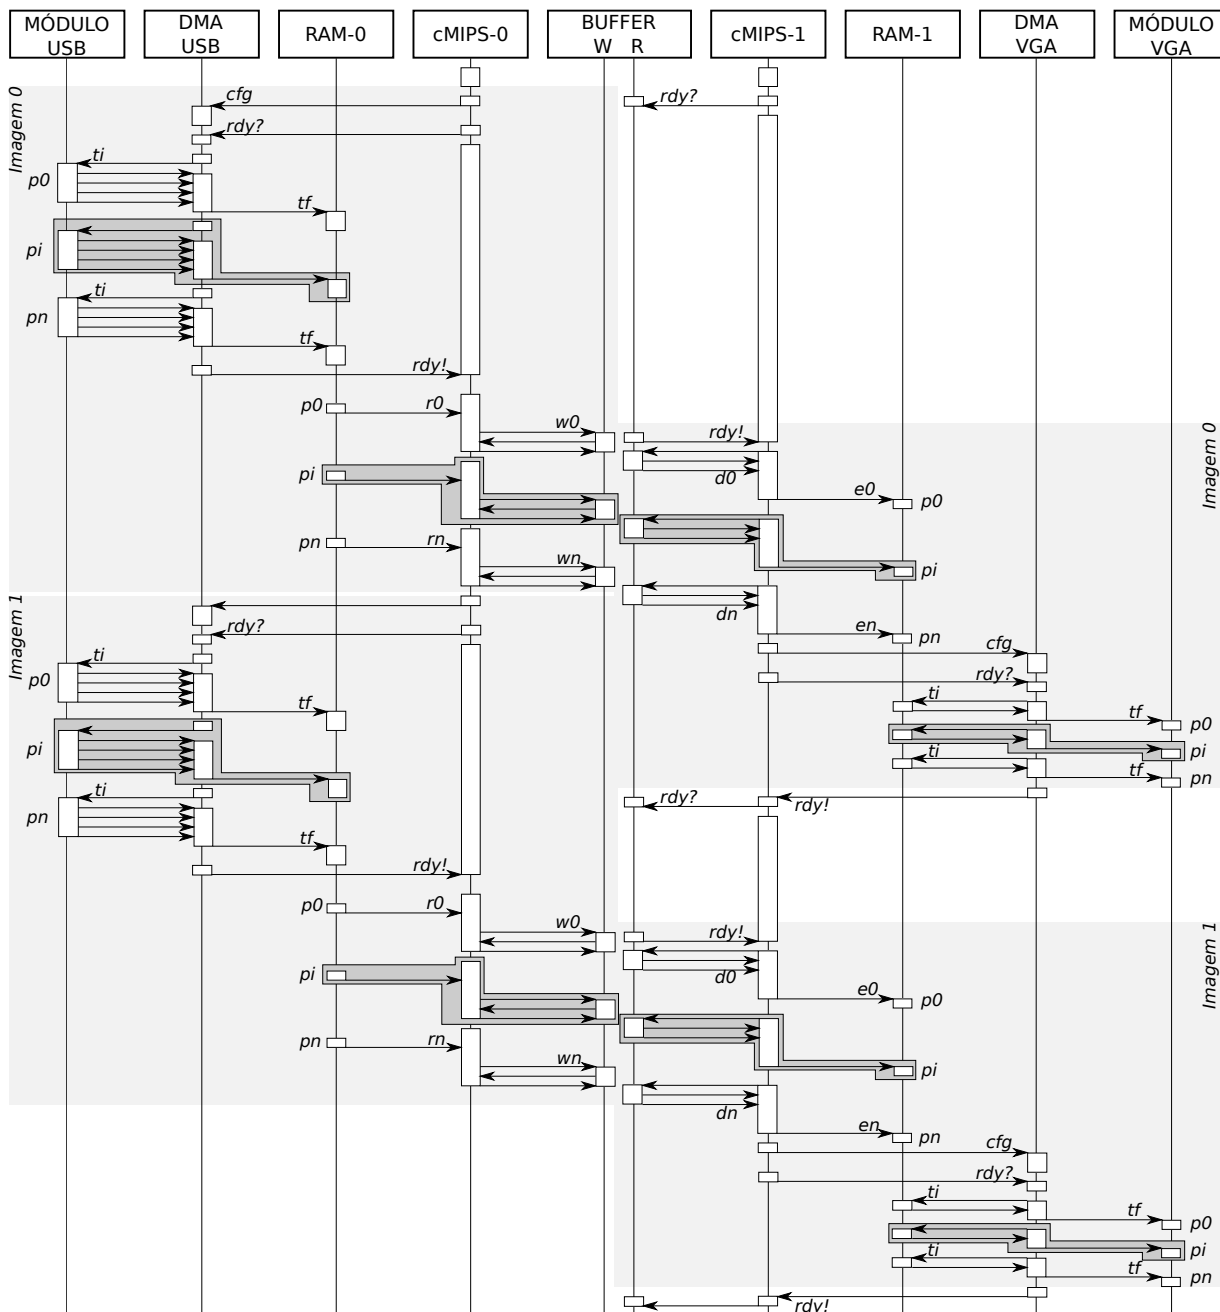 MÓDULO USB
DMA USB
RAM-0
cMIPS-0
BUFFER W R
cMIPS-1
RAM-1
DMA VGA
MÓDULO VGA
Imagem 0
cfg
rdy?
rdy?
ti
p0
tf
pi
ti
pn
tf
rdy!
p0
r0
w0
rdy!
Imagem 0
pi
d0
e0
p0
pn
rn
wn
pi
Imagem 1
dn
en
pn
rdy?
cfg
ti
rdy?
p0
ti
tf
tf
p0
pi
pi
ti
tf
pn
ti
rdy?
rdy!
pn
tf
rdy!
p0
r0
w0
rdy!
Imagem 1
pi
d0
e0
p0
pn
rn
wn
pi
dn
en
pn
cfg
rdy?
ti
tf
p0
pi
ti
tf
pn
rdy!